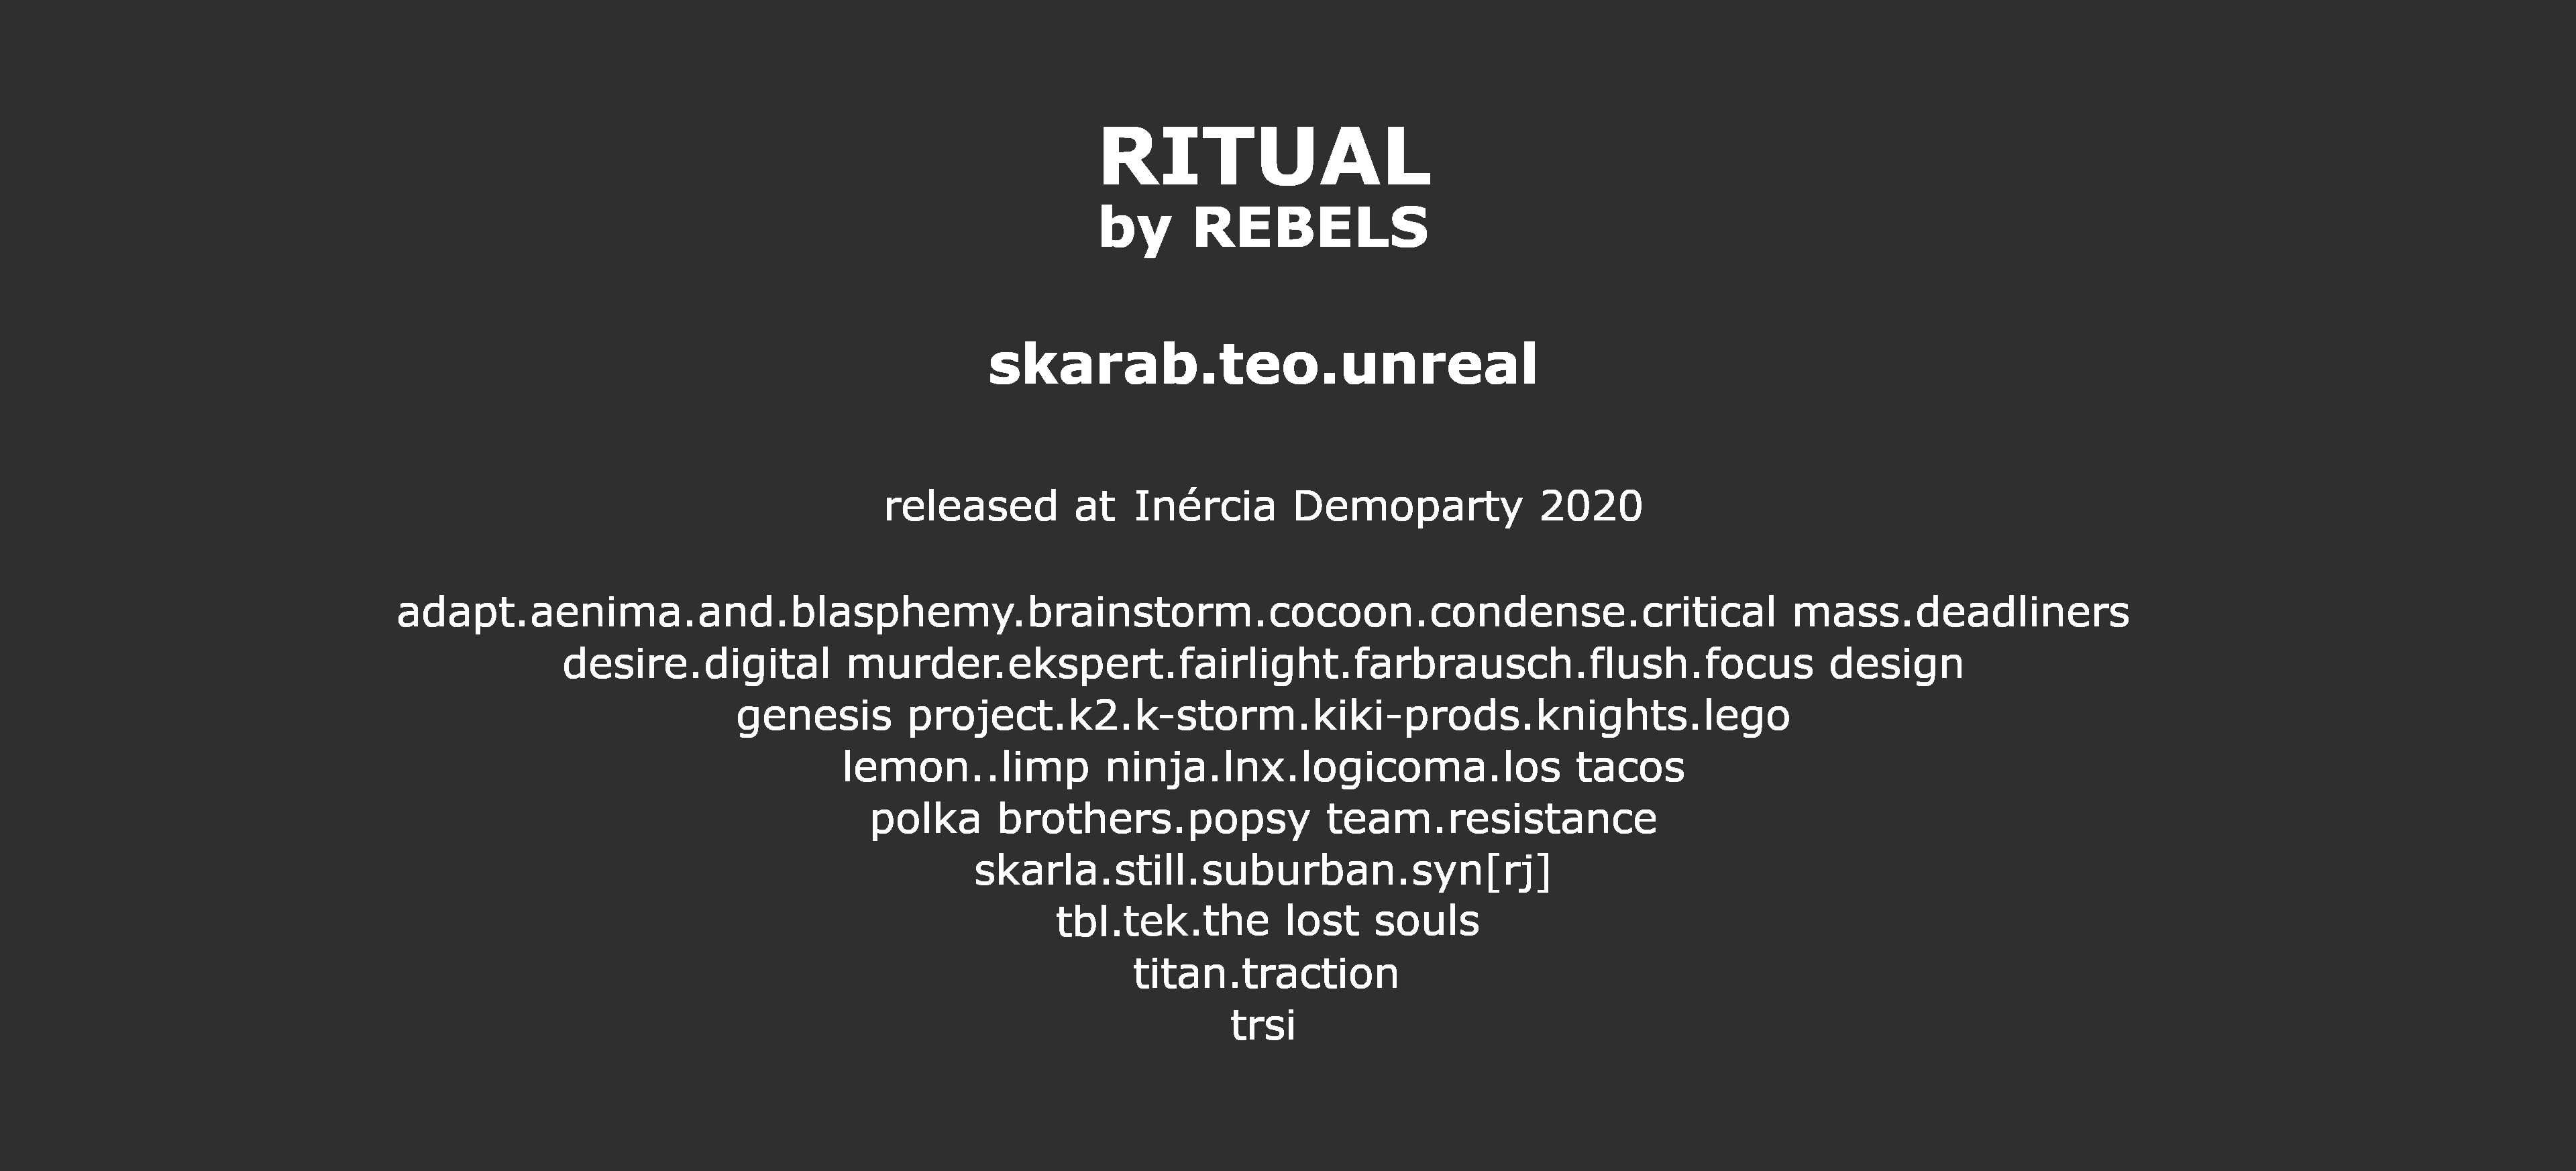 RITUAL
by REBELS
skarab.teo.unreal
released at Inércia Demoparty 2020
adapt.aenima.and.blasphemy.brainstorm.cocoon.condense.critical mass.deadliners
desire.digital murder.ekspert.fairlight.farbrausch.flush.focus design
genesis project.k2.k-storm.kiki-prods.knights.lego
lemon..limp ninja.lnx.logicoma.los tacos
polka brothers.popsy team.resistance
skarla.still.suburban.syn[rj]
tbl.tek.the lost souls
titan.traction
trsi